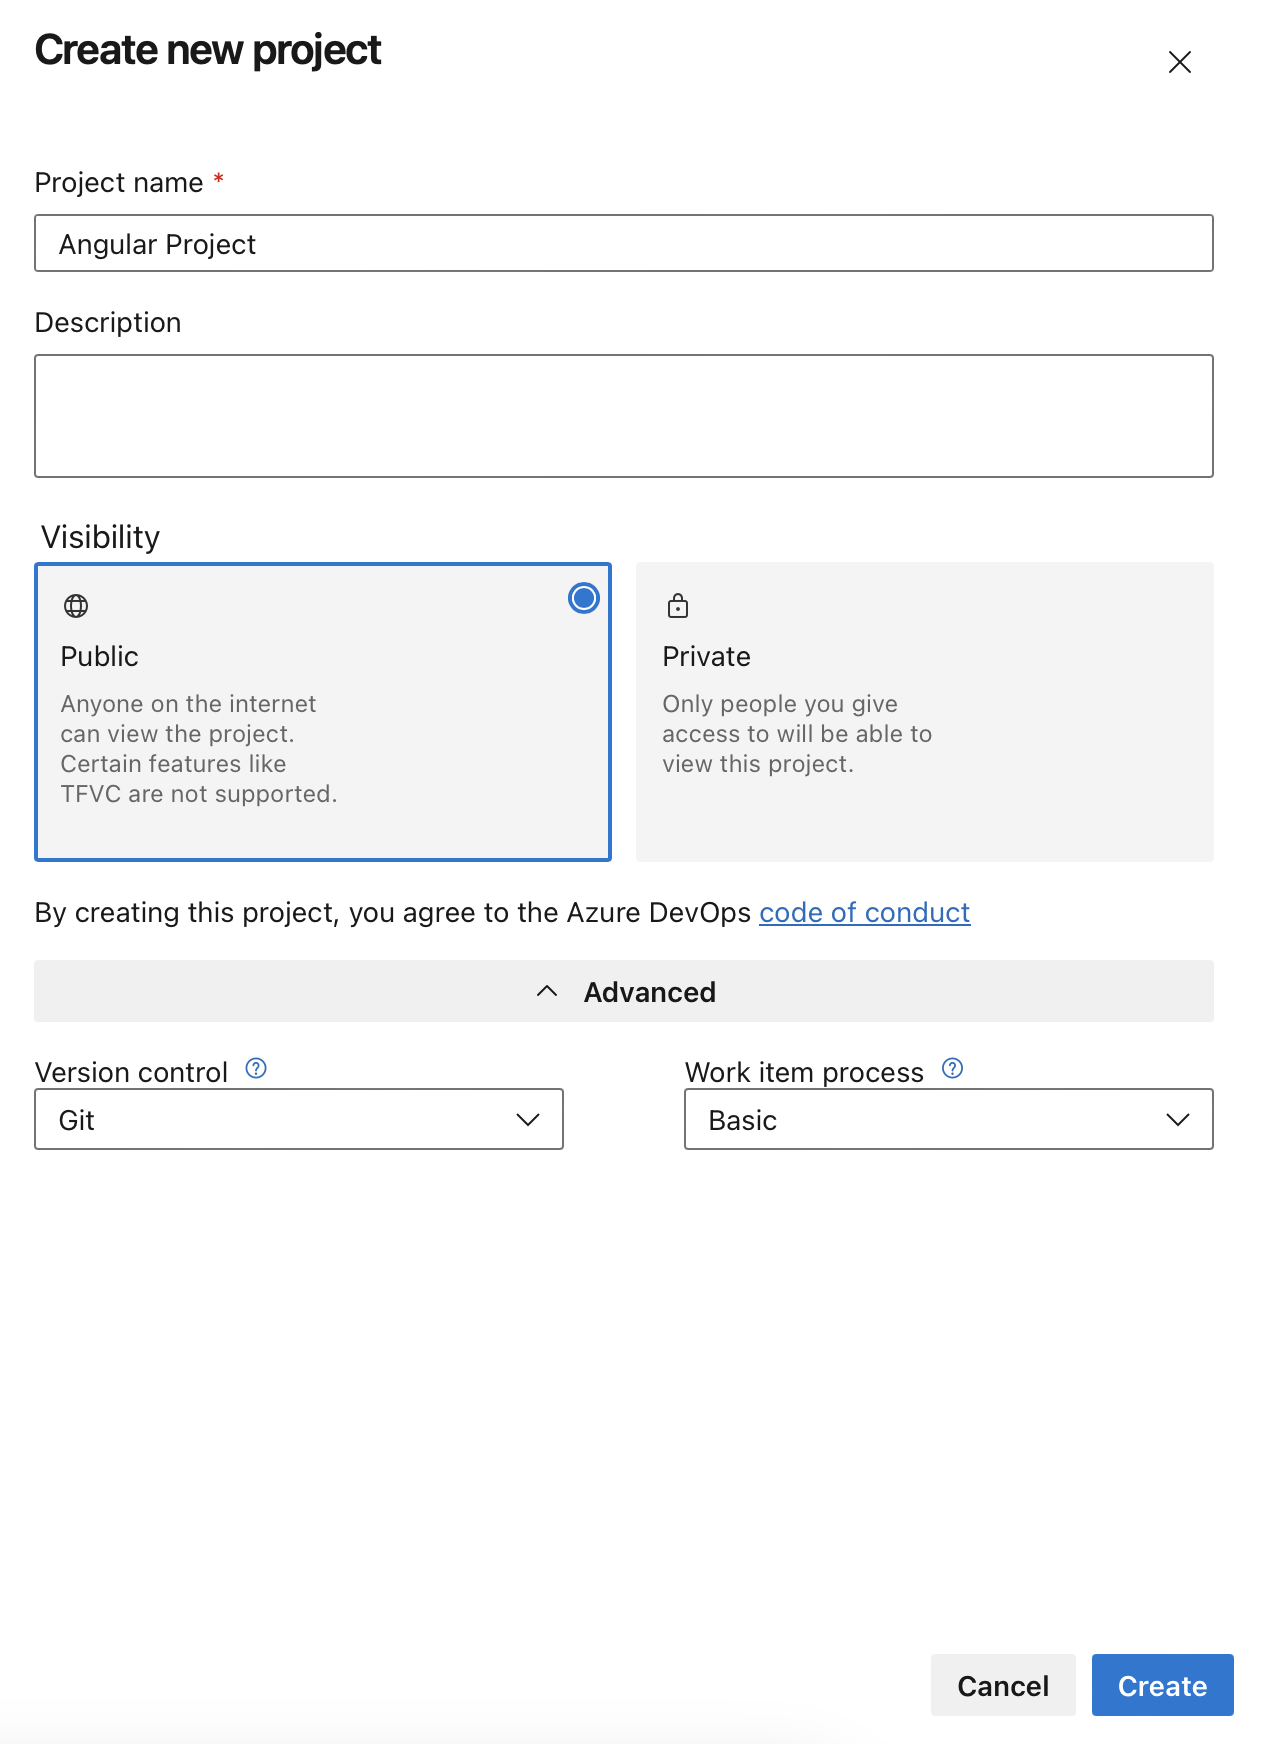 Create new project
Project name *
Angular Project
Description
Visibility
Public
Anyone on the internet
can view the project.
Certain features like
TFVC are not supported.
Private
Only people you give
access to will be able to
view this project.
By creating this project, you agree to the Azure DevOps code of conduct
Advanced
Version control ?
Git
Work item process ?
Basic
Cancel
Create